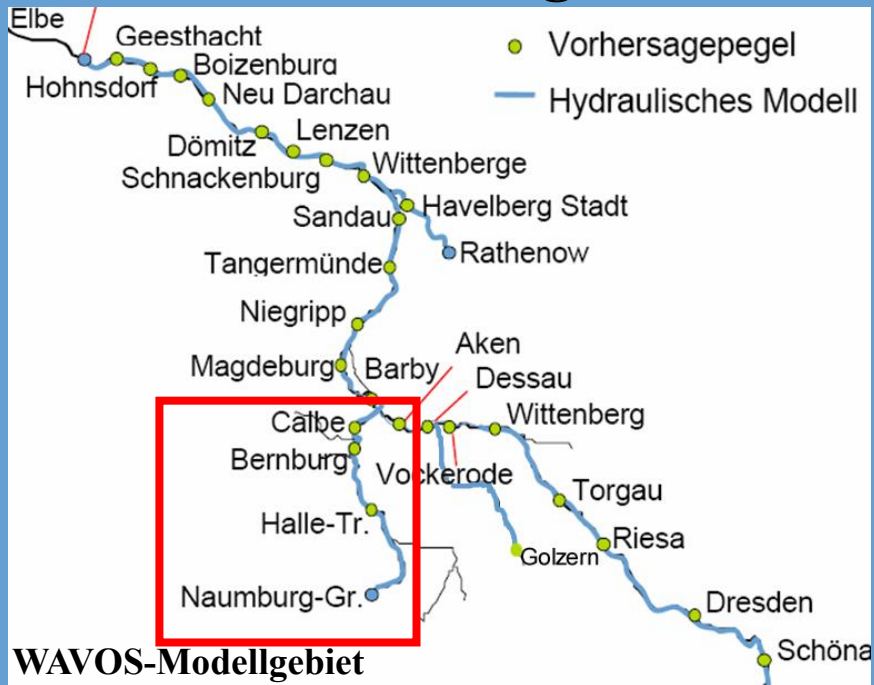 Elbe
Geesthacht
Vorhersagepegel
Hohnsdorf
Boizenburg
Neu Darchau
Hydraulisches Modell
Dömitz
Lenzen
Schnackenburg
Wittenberge
Sandau
Havelberg Stadt
Rathenow
Tangermünde
Niegripp
Aken
Magdeburg
Barby
Dessau
Calbe
Wittenberg
Bernburg
Vockerode
Torgau
Halle-Tr.
Riesa
Golzern
Naumburg-Gr.
Dresden
Schöna
WAVOS-Modellgebiet